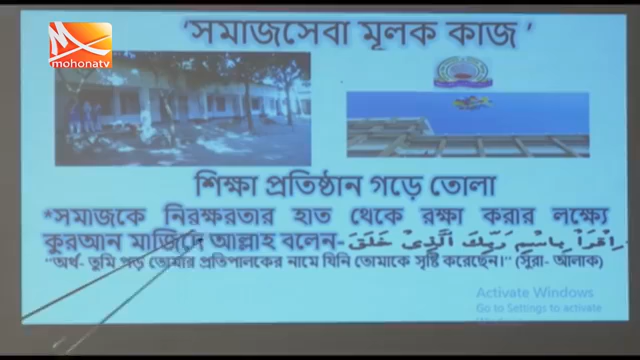 mohonatv
'সমাজসেবা মূলক কাজ '
শিক্ষা প্রতিষ্ঠান গড়ে তোলা
*সমাজকে নিরক্ষরতার হাত থেকে রক্ষা করার লক্ষ্যে
কুরআন মাজিদে আল্লাহ বলেন- اِقْرَاْ بِاسْمِ رَبِّكَ الَّذِىْ خَلَقَ
“অর্থ- তুমি পড় তোমার প্রতিপালকের নামে যিনি তোমাকে সৃষ্টি করেছেন।" (সুরা- আলাক)
Activate Windows
Go to Settings to activate
Windows.